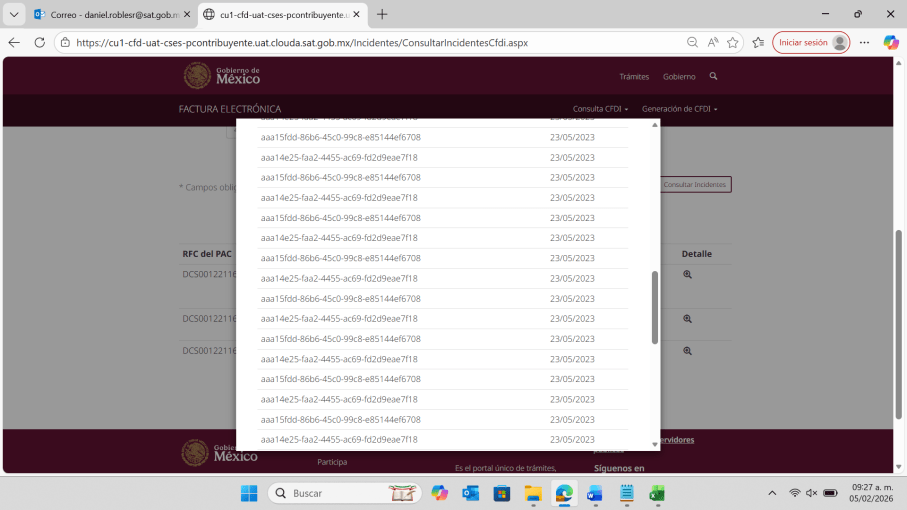 Correo - daniel.roblesr@sat.gob.m
cu1-cfd-uat-cses-pcontribuyente.u
https://cu1-cfd-uat-cses-pcontribuyente.uat.clouda.sat.gob.mx/Incidentes/ConsultarIncidentesCfdi.aspx
Iniciar sesión
Gobierno de
México
Trámites
Gobierno
FACTURA ELECTRÓNICA
Consulta CFDI
Generación de CFDI
aaa15fdd-86b6-45c0-99c8-e85144ef6708 23/05/2023
aaa14e25-faa2-4455-ac69-fd2d9eae7f18 23/05/2023
aaa15fdd-86b6-45c0-99c8-e85144ef6708 23/05/2023
aaa14e25-faa2-4455-ac69-fd2d9eae7f18 23/05/2023
aaa15fdd-86b6-45c0-99c8-e85144ef6708 23/05/2023
aaa14e25-faa2-4455-ac69-fd2d9eae7f18 23/05/2023
aaa15fdd-86b6-45c0-99c8-e85144ef6708 23/05/2023
aaa14e25-faa2-4455-ac69-fd2d9eae7f18 23/05/2023
aaa15fdd-86b6-45c0-99c8-e85144ef6708 23/05/2023
aaa14e25-faa2-4455-ac69-fd2d9eae7f18 23/05/2023
aaa15fdd-86b6-45c0-99c8-e85144ef6708 23/05/2023
aaa14e25-faa2-4455-ac69-fd2d9eae7f18 23/05/2023
aaa15fdd-86b6-45c0-99c8-e85144ef6708 23/05/2023
aaa14e25-faa2-4455-ac69-fd2d9eae7f18 23/05/2023
aaa15fdd-86b6-45c0-99c8-e85144ef6708 23/05/2023
aaa14e25-faa2-4455-ac69-fd2d9eae7f18 23/05/2023
* Campos oblig
Consultar Incidentes
RFC del PAC
Detalle
DCS00122116
DCS00122116
DCS00122116
Gobie
México
Participa
Es el portal único de trámites,
servidores
Síguenos en
Buscar
09:27 a. m.
05/02/2026